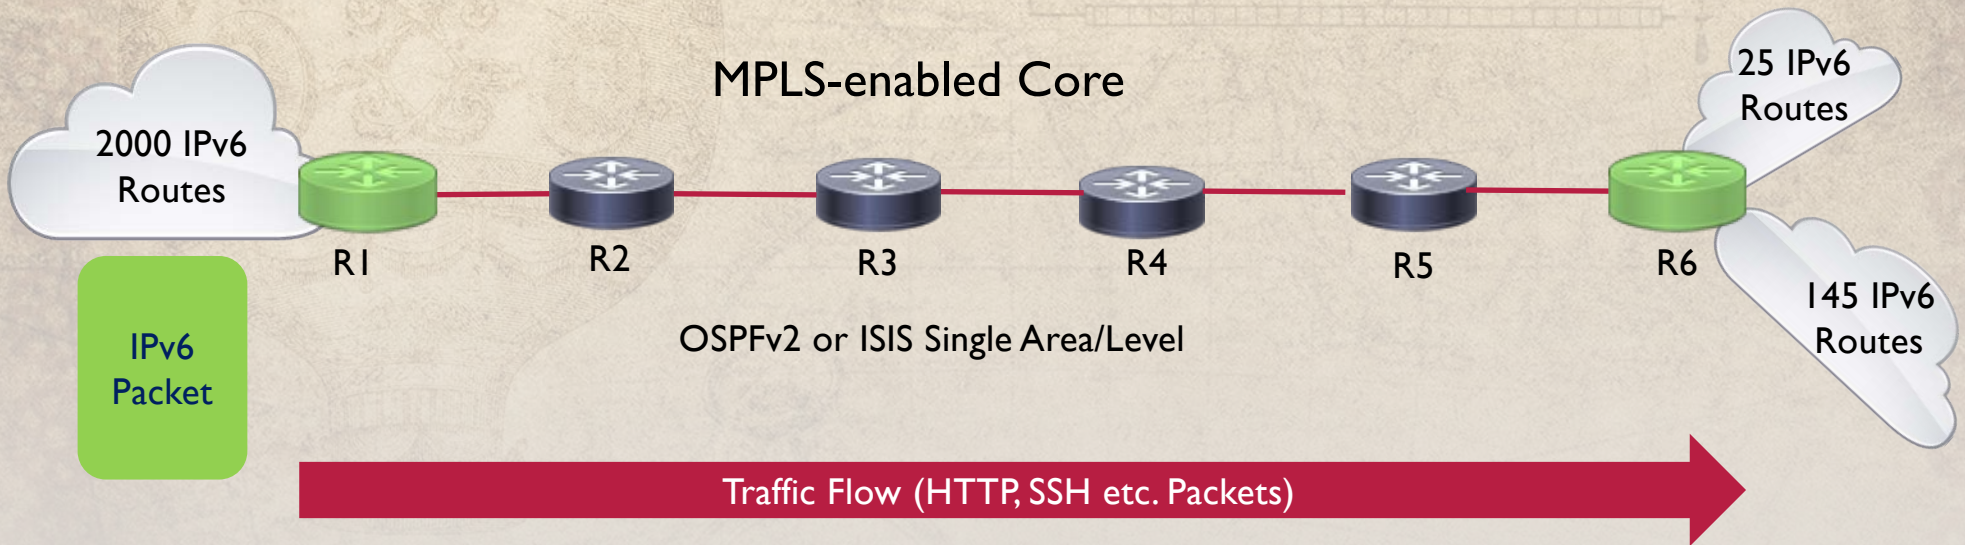 MPLS-enabled Core
2000 IPv6
Routes
25 IPv6
Routes
R1
R2
R3
R4
R5
R6
145 IPv6
Routes
IPv6
Packet
OSPFv2 or ISIS Single Area/Level
Traffic Flow (HTTP, SSH etc. Packets)